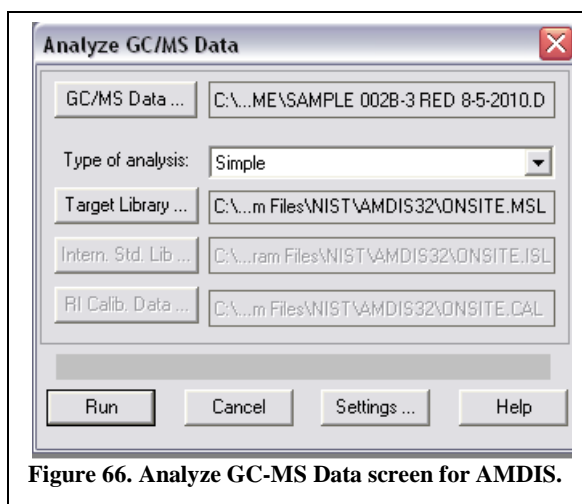 Analyze GC/MS Data
GC/MS Data ... C:\...ME\SAMPLE 002B-3 RED 8-5-2010.D
Type of analysis: Simple
Target Library ... C:\...m Files\NIST\AMDIS32\ONSITE.MSL
Intern. Std. Lib ... C:\...ram Files\NIST\AMDIS32\ONSITE.ISL
RI Calib. Data ... C:\...m Files\NIST\AMDIS32\ONSITE.CAL
Run Cancel Settings ... Help
Figure 66. Analyze GC-MS Data screen for AMDIS.